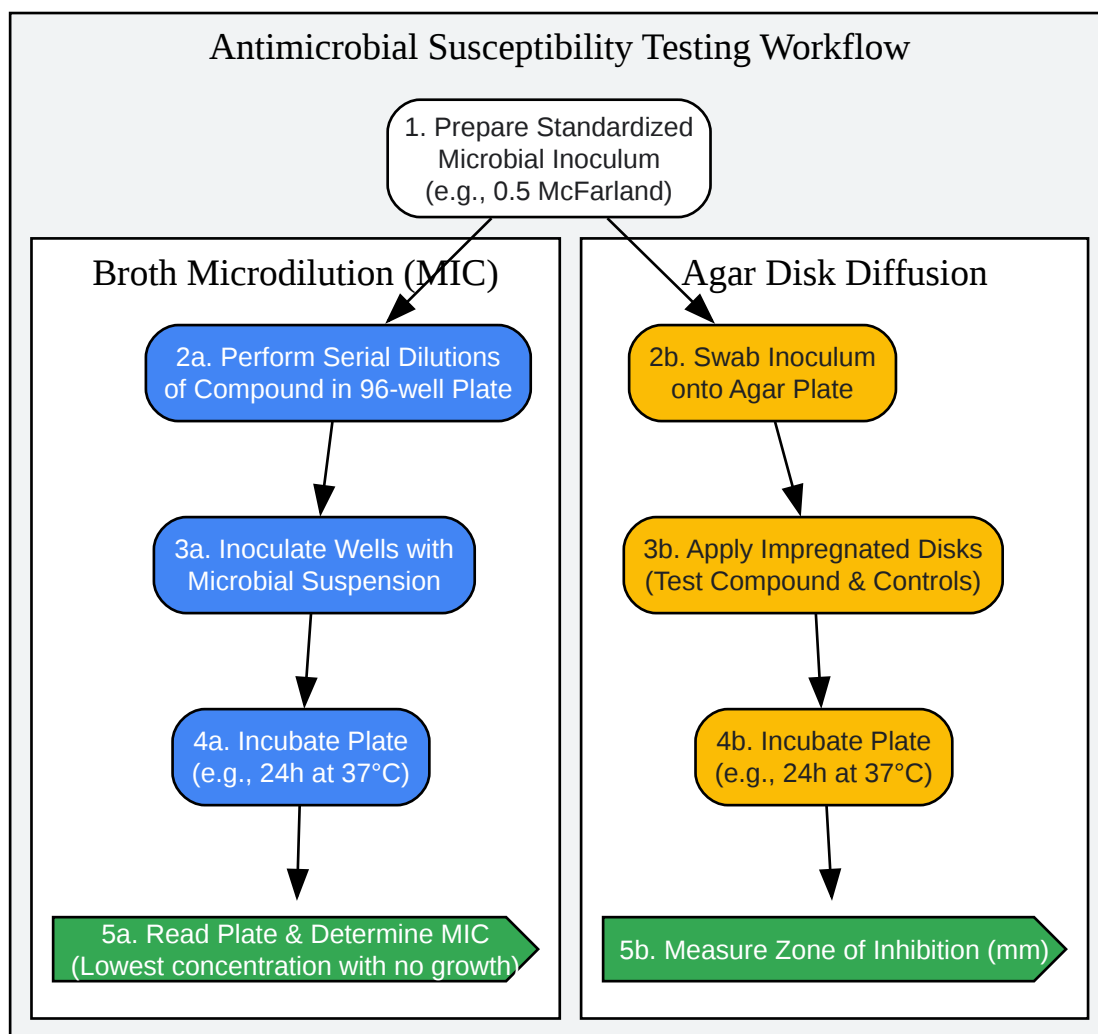 Antimicrobial Susceptibility Testing Workflow
1. Prepare Standardized
Microbial Inoculum
(e.g., 0.5 McFarland)
Broth Microdilution (MIC)
2a. Perform Serial Dilutions
of Compound in 96-well Plate
3a. Inoculate Wells with
Microbial Suspension
4a. Incubate Plate
(e.g., 24h at 37°C)
5a. Read Plate & Determine MIC
(Lowest concentration with no growth)
Agar Disk Diffusion
2b. Swab Inoculum
onto Agar Plate
3b. Apply Impregnated Disks
(Test Compound & Controls)
4b. Incubate Plate
(e.g., 24h at 37°C)
5b. Measure Zone of Inhibition (mm)